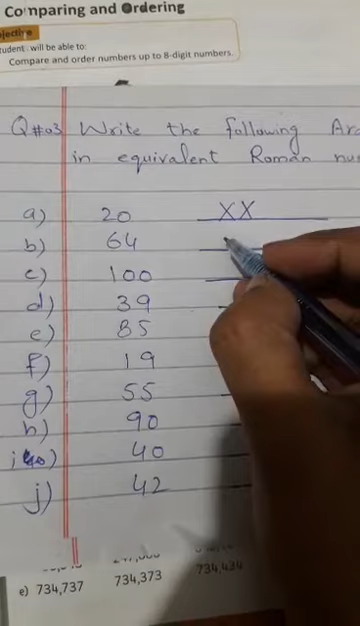 Comparing and Ordering
will be able to:
Compare and order numbers up to 8-digit numbers.
Q#03 Write the following
in equivalent Roman
a) 20 XX
b) 64
c) 100
d) 39
e) 85
f) 19
g) 55
h) 90
i) 40
j) 42
e) 734,737 734,373 734,434